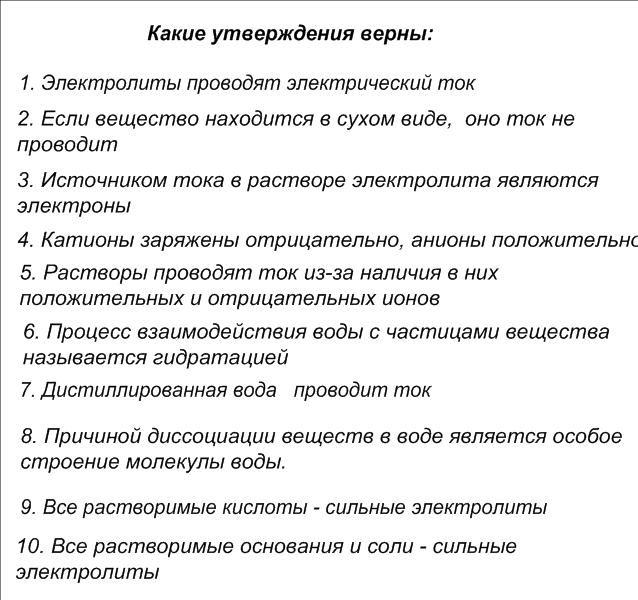 Какие утверждения верны:
1. Электролиты проводят электрический ток
2. Если вещество находится в сухом виде, оно ток не
проводит
3. Источником тока в растворе электролита являются
электроны
4. Катионы заряжены отрицательно, анионы положительно
5. Растворы проводят ток из-за наличия в них
положительных и отрицательных ионов
6. Процесс взаимодействия воды с частицами вещества
называется гидратацией
7. Дистиллированная вода проводит ток
8. Причиной диссоциации веществ в воде является особое
строение молекулы воды.
9. Все растворимые кислоты - сильные электролиты
10. Все растворимые основания и соли - сильные
электролиты